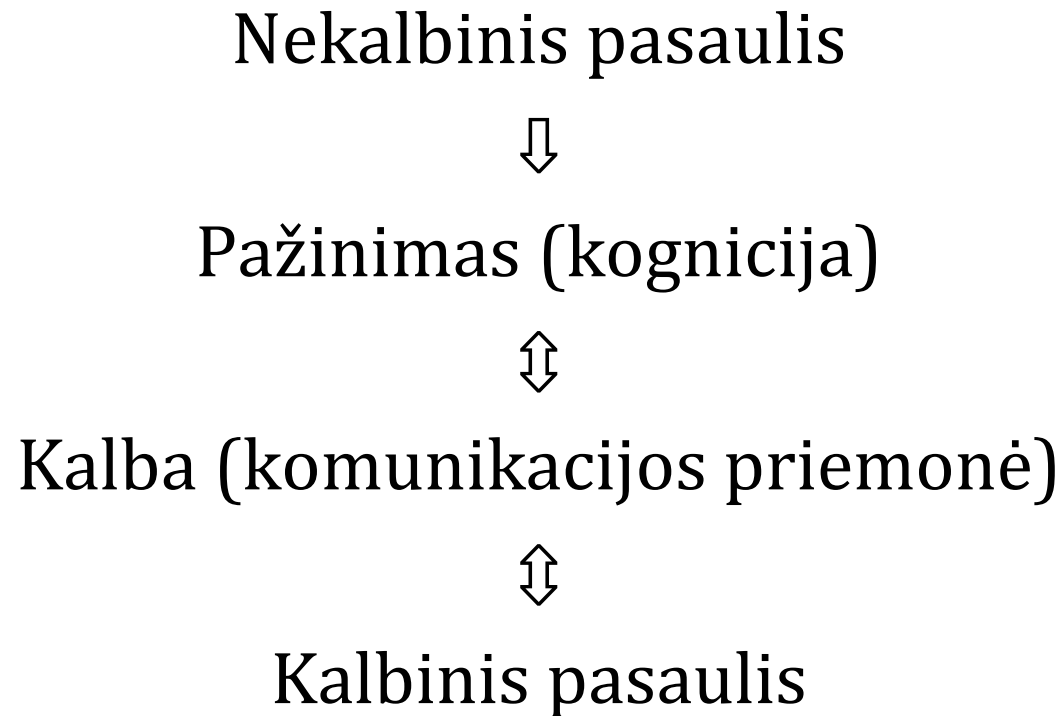 Nekalbinis pasaulis
⇩
Pažinimas (kognicija)
⇳
Kalba (komunikacijos priemonė)
⇳
Kalbinis pasaulis